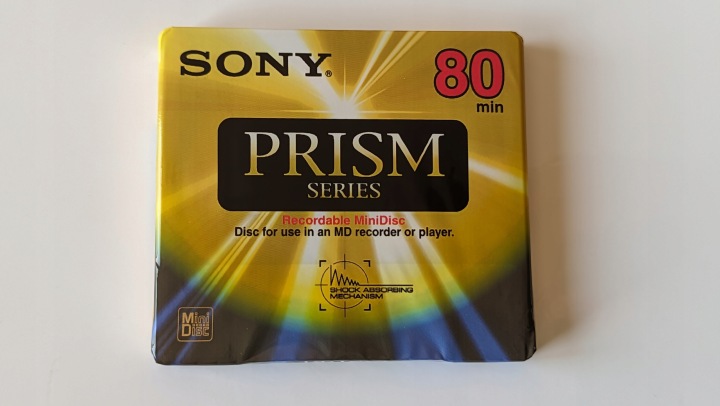 SONY®
80
min
PRISM
SERIES
Recordable MiniDisc
Disc for use in an MD recorder or player.
SHOCK ABSORBING
MECHANISM
Mini
Disc